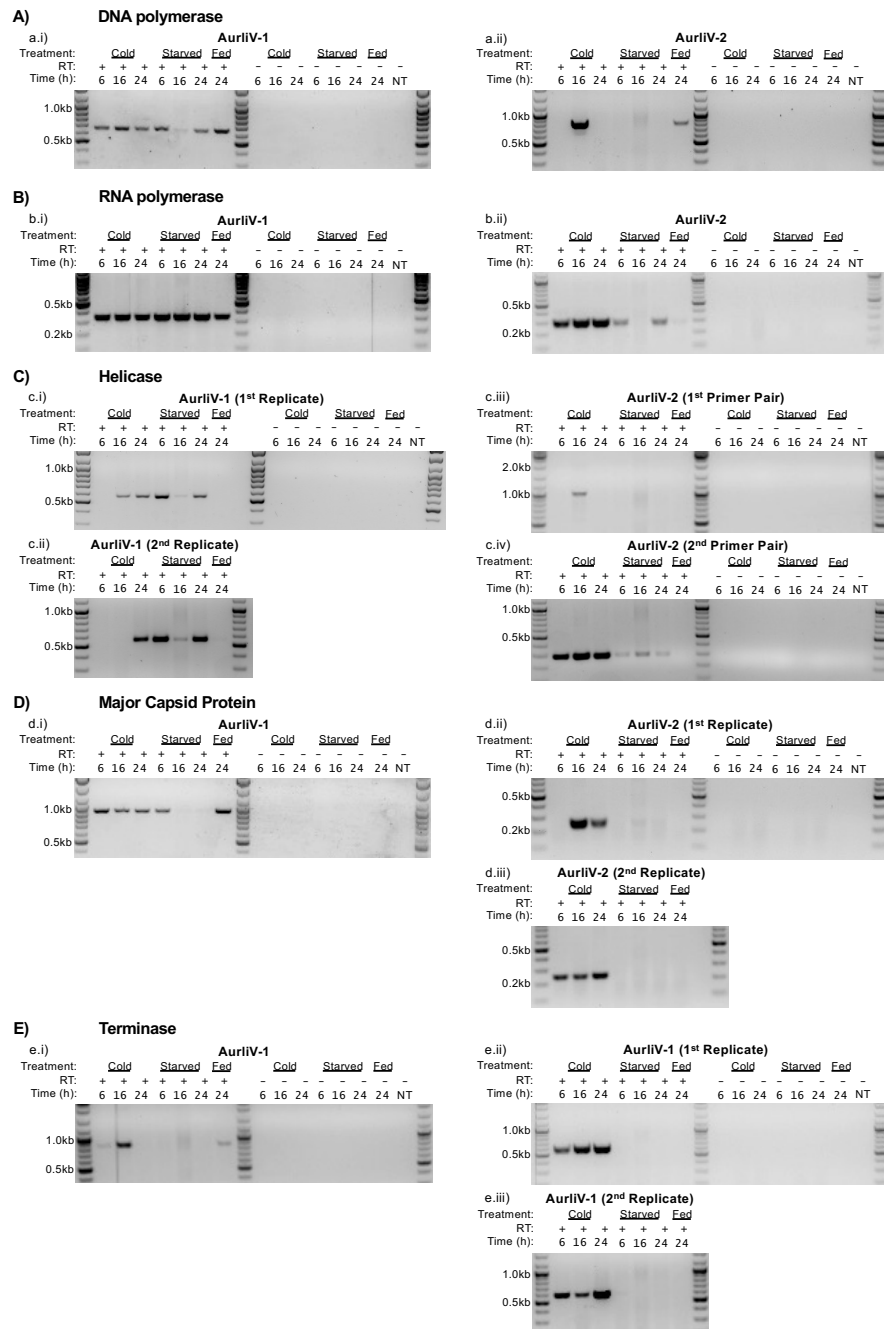 A) DNA polymerase
a.i) AurliV-1
Treatment: Cold Starved Fed Cold Starved Fed
RT: + + + + + + + – – – – – – – –
Time (h): 6 16 24 6 16 24 24 6 16 24 6 16 24 24 NT
1.0kb
0.5kb
a.ii) AurliV-2
Treatment: Cold Starved Fed Cold Starved Fed
RT: + + + + + + + – – – – – – – –
Time (h): 6 16 24 6 16 24 24 6 16 24 6 16 24 24 NT
1.0kb
0.5kb
B) RNA polymerase
b.i) AurliV-1
Treatment: Cold Starved Fed Cold Starved Fed
RT: + + + + + + + – – – – – – – –
Time (h): 6 16 24 6 16 24 24 6 16 24 6 16 24 24 NT
0.5kb
0.2kb
b.ii) AurliV-2
Treatment: Cold Starved Fed Cold Starved Fed
RT: + + + + + + + – – – – – – – –
Time (h): 6 16 24 6 16 24 24 6 16 24 6 16 24 24 NT
0.5kb
0.2kb
C) Helicase
c.i) AurliV-1 (1st Replicate)
Treatment: Cold Starved Fed Cold Starved Fed
RT: + + + + + + + – – – – – – – –
Time (h): 6 16 24 6 16 24 24 6 16 24 6 16 24 24 NT
1.0kb
0.5kb
c.iii) AurliV-2 (1st Primer Pair)
Treatment: Cold Starved Fed Cold Starved Fed
RT: + + + + + + + – – – – – – – –
Time (h): 6 16 24 6 16 24 24 6 16 24 6 16 24 24 NT
2.0kb
1.0kb
c.ii) AurliV-1 (2nd Replicate)
Treatment: Cold Starved Fed
RT: + + + + + + +
Time (h): 6 16 24 6 16 24 24
1.0kb
0.5kb
c.iv) AurliV-2 (2nd Primer Pair)
Treatment: Cold Starved Fed Cold Starved Fed
RT: + + + + + + + – – – – – – – –
Time (h): 6 16 24 6 16 24 24 6 16 24 6 16 24 24 NT
1.0kb
0.5kb
D) Major Capsid Protein
d.i) AurliV-1
Treatment: Cold Starved Fed Cold Starved Fed
RT: + + + + + + + – – – – – – – –
Time (h): 6 16 24 6 16 24 24 6 16 24 6 16 24 24 NT
1.0kb
0.5kb
d.ii) AurliV-2 (1st Replicate)
Treatment: Cold Starved Fed Cold Starved Fed
RT: + + + + + + + – – – – – – – –
Time (h): 6 16 24 6 16 24 24 6 16 24 6 16 24 24 NT
0.5kb
0.2kb
d.iii) AurliV-2 (2nd Replicate)
Treatment: Cold Starved Fed
RT: + + + + + + +
Time (h): 6 16 24 6 16 24 24
0.5kb
0.2kb
E) Terminase
e.i) AurliV-1
Treatment: Cold Starved Fed Cold Starved Fed
RT: + + + + + + + – – – – – – – –
Time (h): 6 16 24 6 16 24 24 6 16 24 6 16 24 24 NT
1.0kb
0.5kb
e.ii) AurliV-1 (1st Replicate)
Treatment: Cold Starved Fed Cold Starved Fed
RT: + + + + + + + – – – – – – – –
Time (h): 6 16 24 6 16 24 24 6 16 24 6 16 24 24 NT
1.0kb
0.5kb
e.iii) AurliV-1 (2nd Replicate)
Treatment: Cold Starved Fed
RT: + + + + + + +
Time (h): 6 16 24 6 16 24 24
1.0kb
0.5kb